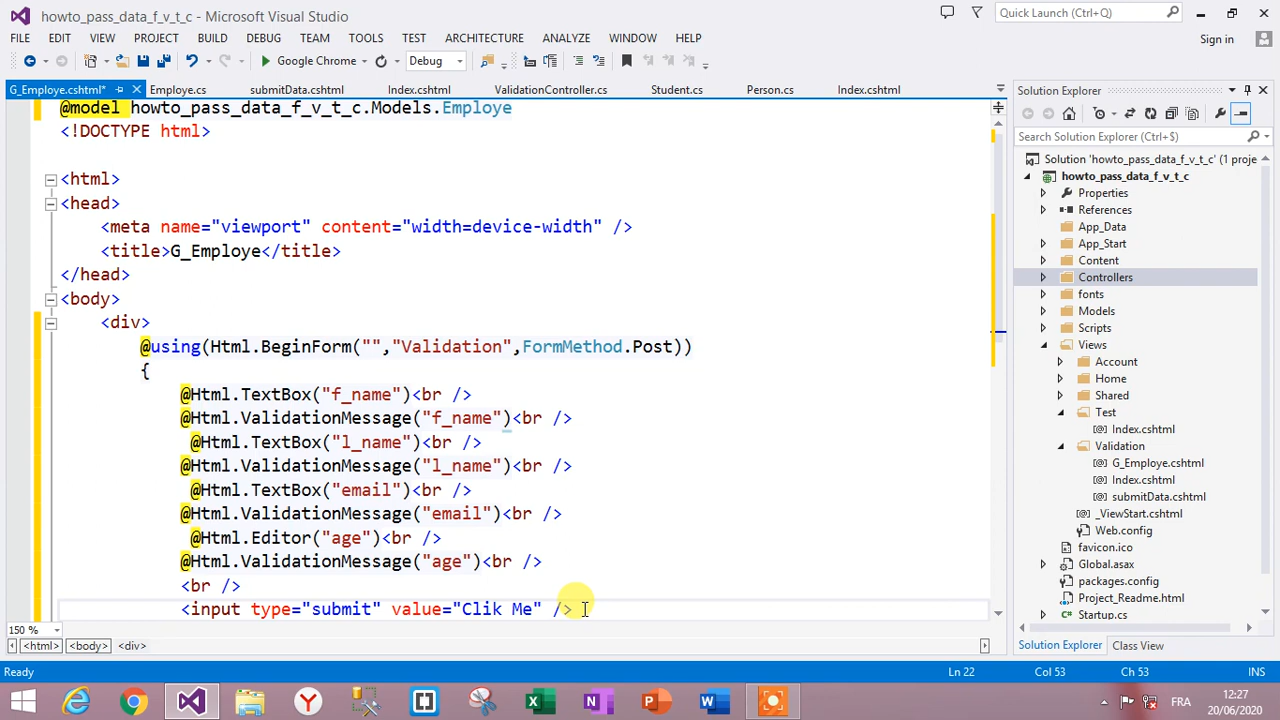 howto_pass_data_f_v_t_c - Microsoft Visual Studio
Quick Launch (Ctrl+Q)
FILE EDIT VIEW PROJECT BUILD DEBUG TEAM TOOLS TEST ARCHITECTURE ANALYZE WINDOW HELP
Sign in
Google Chrome
Debug
G_Employe.cshtml* Employe.cs submitData.cshtml Index.cshtml ValidationController.cs Student.cs Person.cs Index.cshtml
@model howto_pass_data_f_v_t_c.Models.Employe
<!DOCTYPE html>
<html>
<head>
<meta name="viewport" content="width=device-width" />
<title>G_Employe</title>
</head>
<body>
<div>
@using(Html.BeginForm("","Validation",FormMethod.Post))
{
@Html.TextBox("f_name")<br />
@Html.ValidationMessage("f_name")<br />
@Html.TextBox("l_name")<br />
@Html.ValidationMessage("l_name")<br />
@Html.TextBox("email")<br />
@Html.ValidationMessage("email")<br />
@Html.Editor("age")<br />
@Html.ValidationMessage("age")<br />
<br />
<input type="submit" value="Clik Me" />
150 %
<html> <body> <div>
Solution Explorer
Search Solution Explorer (Ctrl+$)
Solution 'howto_pass_data_f_v_t_c' (1 proje
howto_pass_data_f_v_t_c
Properties
References
App_Data
App_Start
Content
Controllers
fonts
Models
Scripts
Views
Account
Home
Shared
Test
Index.cshtml
Validation
G_Employe.cshtml
Index.cshtml
submitData.cshtml
_ViewStart.cshtml
Web.config
favicon.ico
Global.asax
packages.config
Project_Readme.html
Startup.cs
Solution Explorer Class View
Ready
Ln 22
Col 53
Ch 53
INS
FRA
12:27
20/06/2020